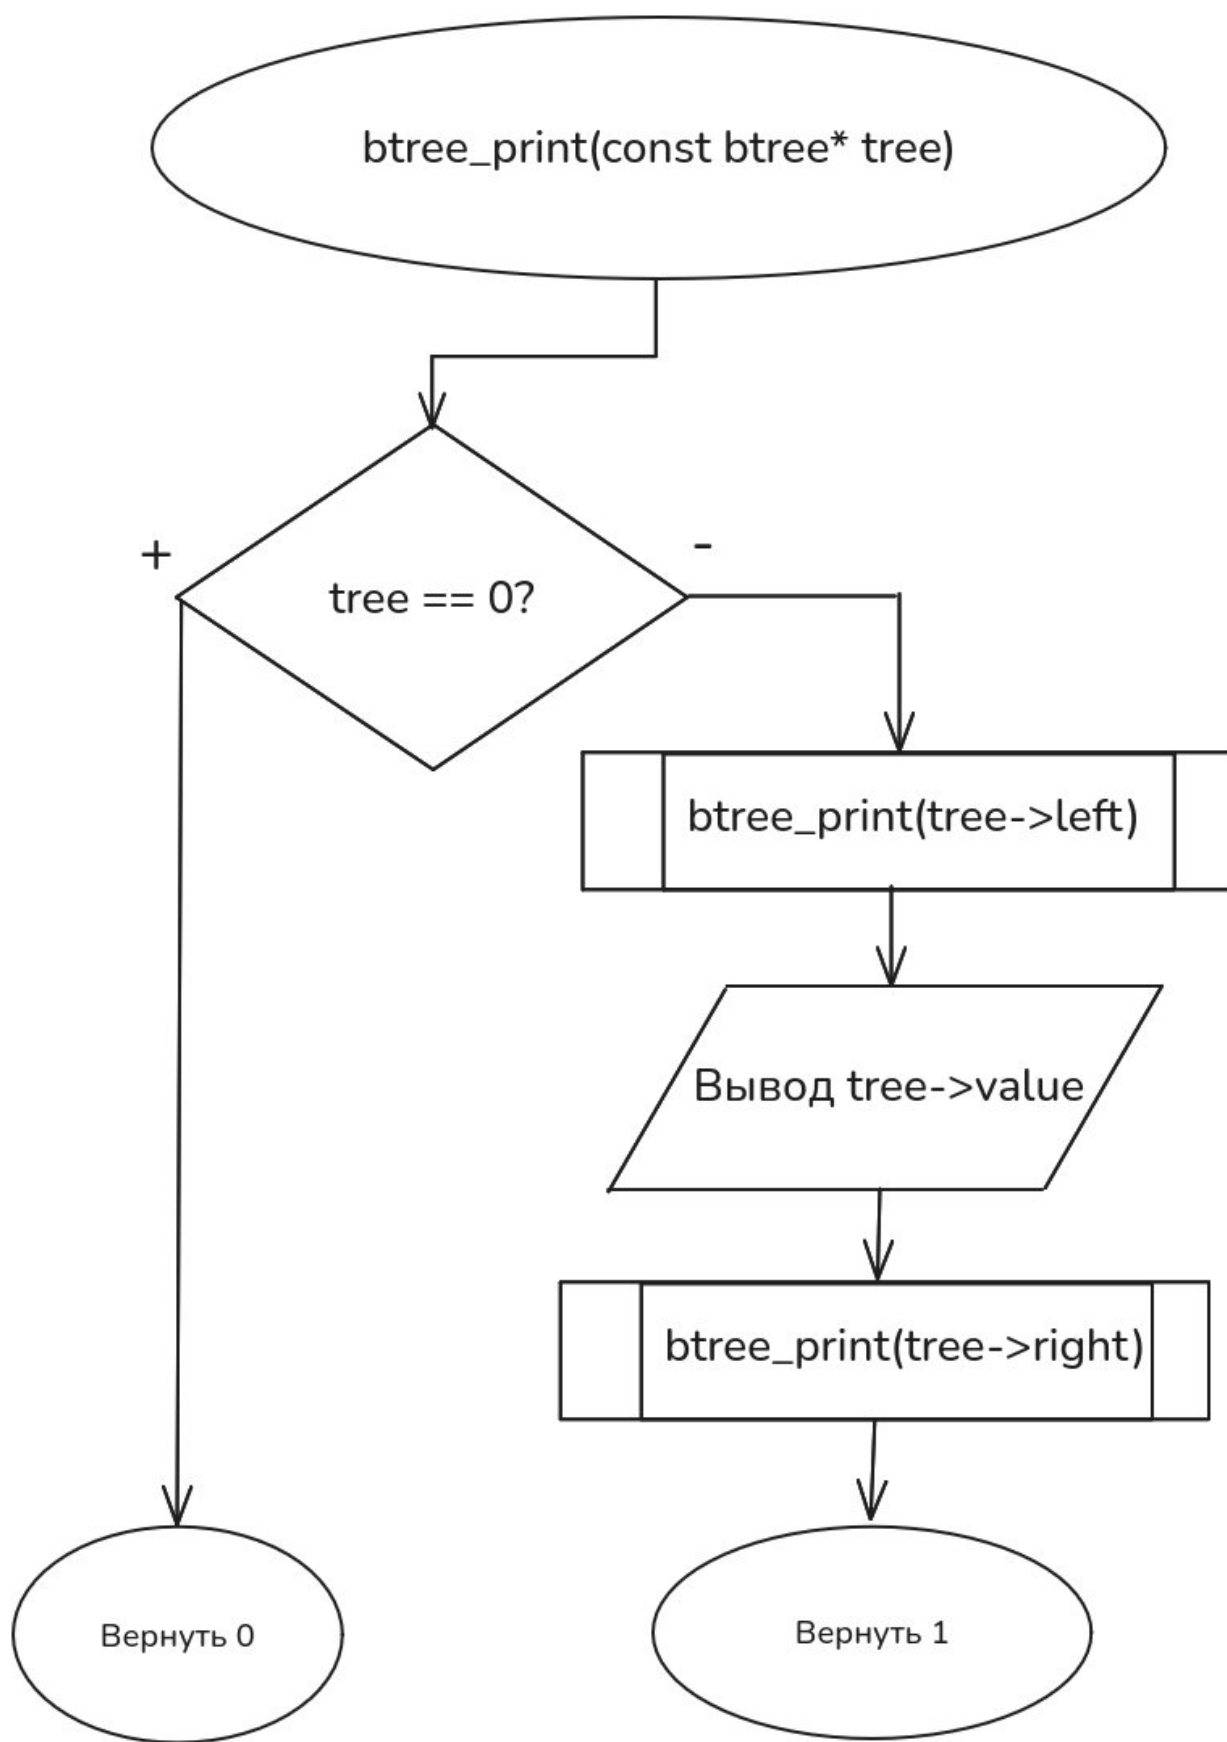 btree_print(const btree* tree)
+
-
tree == 0?
btree_print(tree->left)
Вывод tree->value
btree_print(tree->right)
Вернуть 0
Вернуть 1